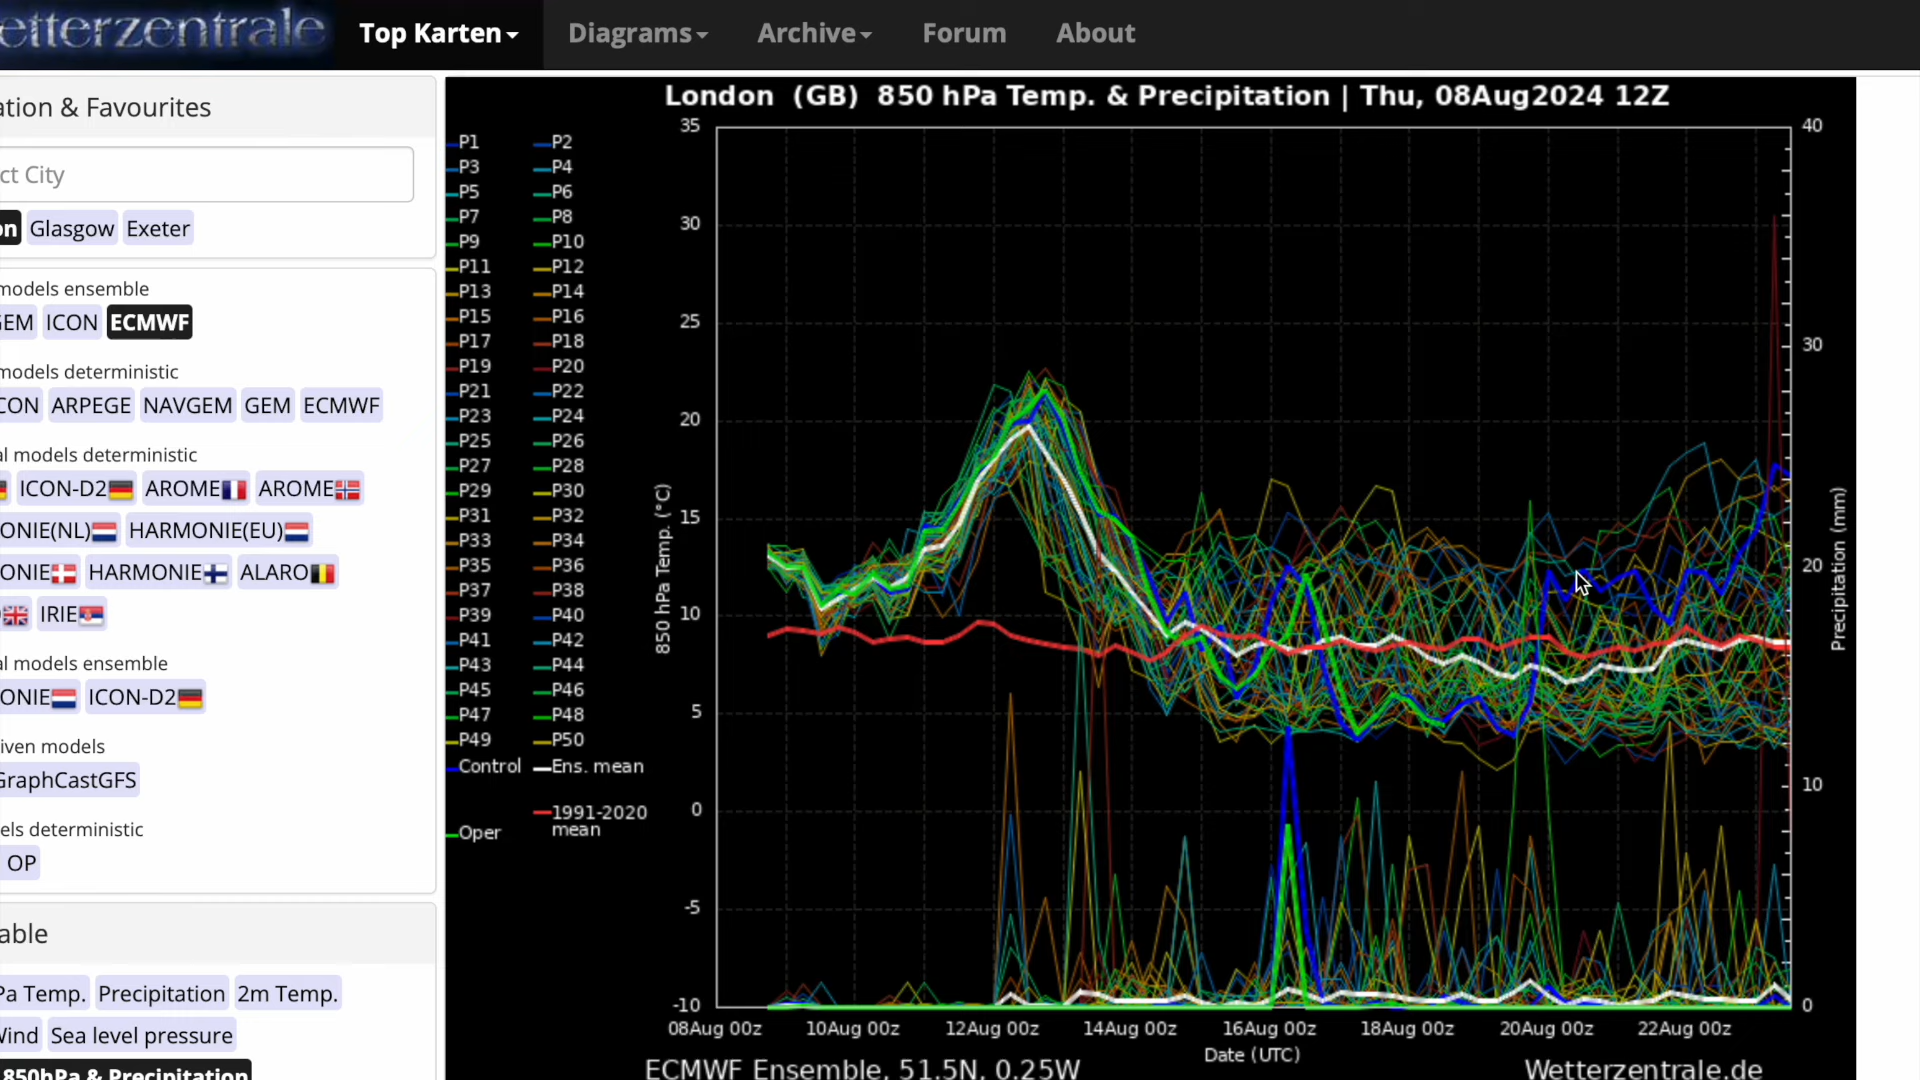 etterzentrale Top Karten Diagrams Archive Forum About
ation & Favourites
ct City
on Glasgow Exeter
models ensemble
GEM ICON ECMWF
models deterministic
CON ARPEGE NAVGEM GEM ECMWF
al models deterministic
ICON-D2 AROME AROME
ONIE(NL) HARMONIE(EU)
ONIE HARMONIE ALARO
IRIE
al models ensemble
ONIE ICON-D2
iven models
GraphCastGFS
els deterministic
OP
able
Pa Temp. Precipitation 2m Temp.
Wind Sea level pressure
850hPa & Precipitation
London (GB) 850 hPa Temp. & Precipitation | Thu, 08Aug2024 12Z
P1 P2
P3 P4
P5 P6
P7 P8
P9 P10
P11 P12
P13 P14
P15 P16
P17 P18
P19 P20
P21 P22
P23 P24
P25 P26
P27 P28
P29 P30
P31 P32
P33 P34
P35 P36
P37 P38
P39 P40
P41 P42
P43 P44
P45 P46
P47 P48
P49 P50
Control Ens. mean
1991-2020
mean
Oper
850 hPa Temp. (°C)
35
30
25
20
15
10
5
0
-5
-10
40
30
20
10
0
Precipitation (mm)
08Aug 00z 10Aug 00z 12Aug 00z 14Aug 00z 16Aug 00z 18Aug 00z 20Aug 00z 22Aug 00z
Date (UTC)
ECMWF Ensemble, 51.5N, 0.25W Wetterzentrale.de